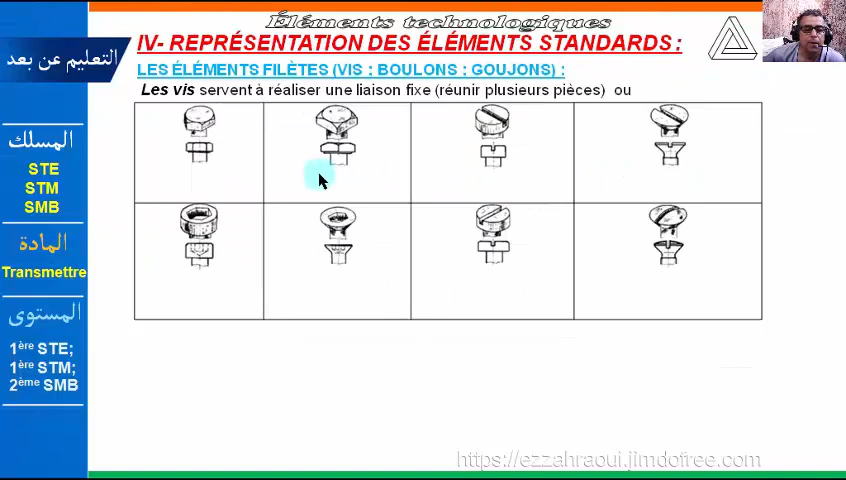 Éléments technologiques
IV- REPRÉSENTATION DES ÉLÉMENTS STANDARDS :
LES ÉLÉMENTS FILÈTES (VIS ; BOULONS ; GOUJONS) :
Les vis servent à réaliser une liaison fixe (réunir plusieurs pièces) ou
التعليم عن بعد
المسلك
STE
STM
SMB
المادة
Transmettre
المستوى
1ère STE;
1ère STM;
2ème SMB
https://ezzahraoui.jimdofree.com